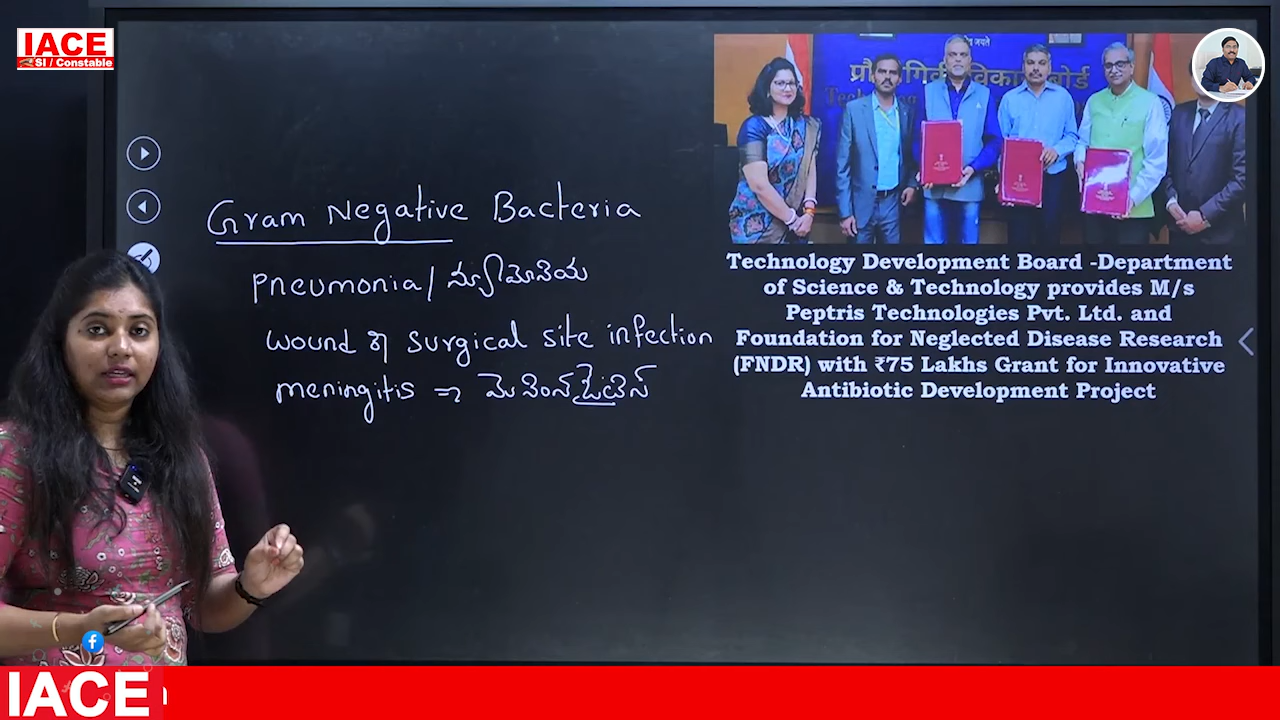 IACE
SI / Constable
प्रौद्योगिकी विकास बोर्ड
Gram Negative Bacteria
Pneumonia / న్యూమోనియ
wound or surgical site infection
meningitis =>
Technology Development Board -Department
of Science & Technology provides M/s
Peptris Technologies Pvt. Ltd. and
Foundation for Neglected Disease Research
(FNDR) with ₹75 Lakhs Grant for Innovative
Antibiotic Development Project
IACE